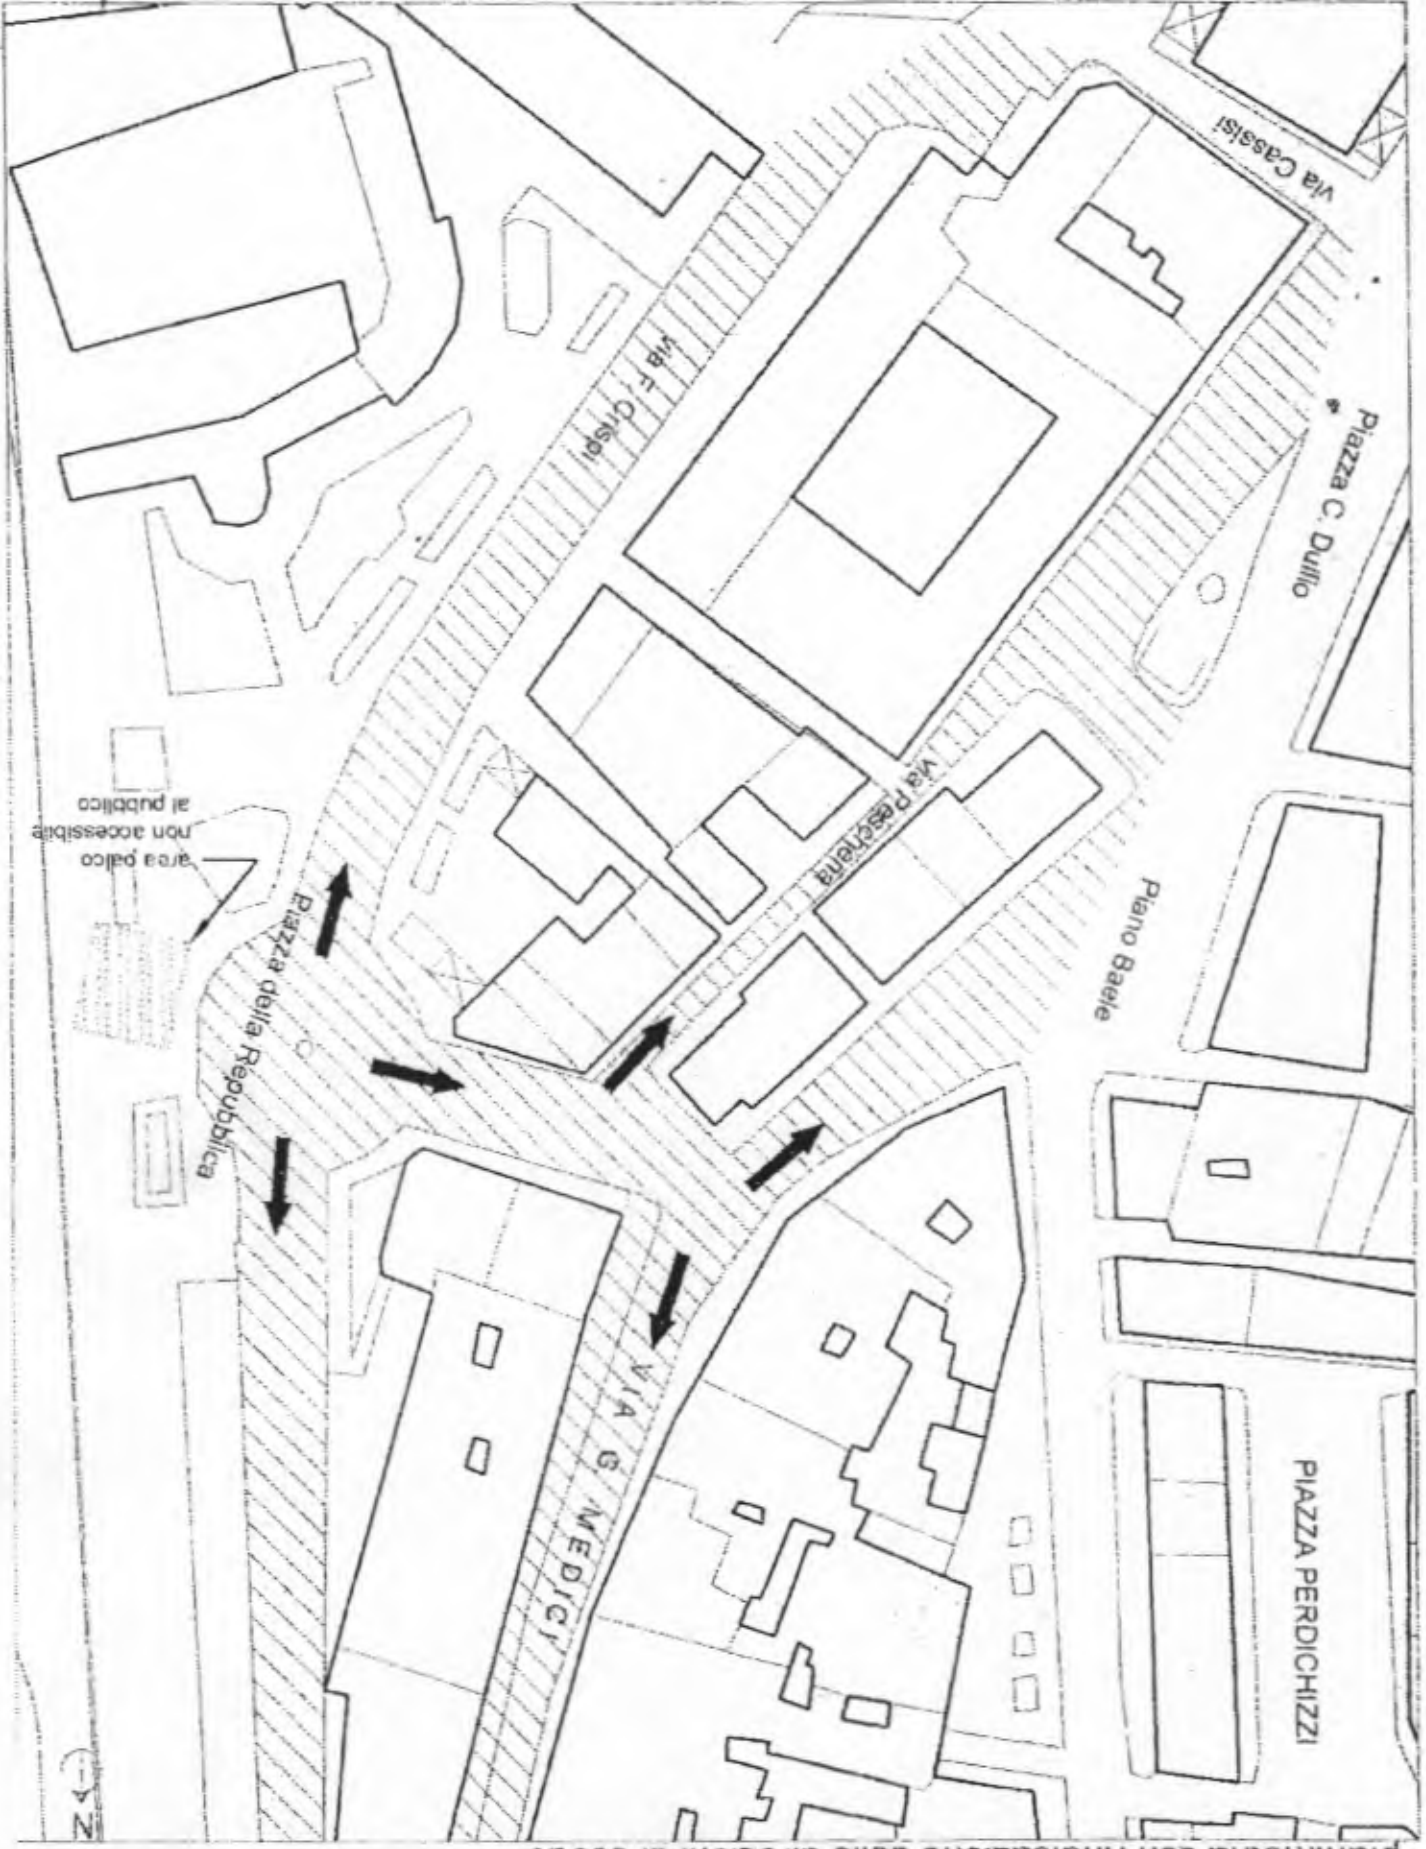 via Cassisi
via F. Crispi
Piazza C. Duilio
via Pescheria
area palco
non accessibile
al pubblico
Piazza della Repubblica
Piano Baele
VIA G MEDICI
PIAZZA PERDICHIZZI
N